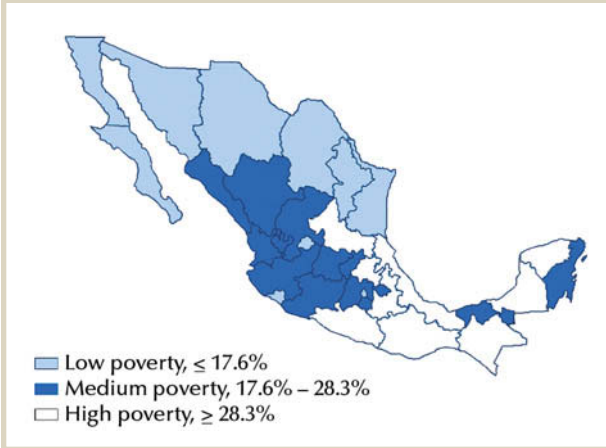 Low poverty, ≤ 17.6%
Medium poverty, 17.6% – 28.3%
High poverty, ≥ 28.3%